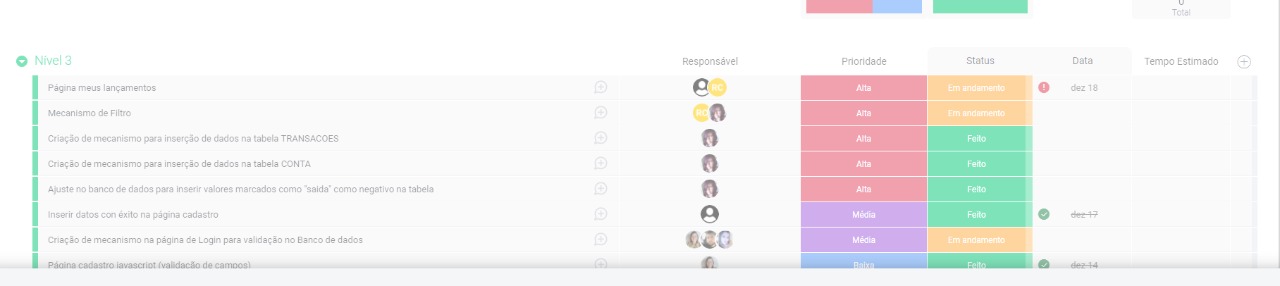 0
Total
Nível 3 Responsável Prioridade Status Data Tempo Estimado
Página meus lançamentos RC Alta Em andamento dez 18
Mecanismo de Filtro RC Alta Em andamento
Criação de mecanismo para inserção de dados na tabela TRANSACOES Alta Feito
Criação de mecanismo para inserção de dados na tabela CONTA Alta Feito
Ajuste no banco de dados para inserir valores marcados como "saida" como negativo na tabela Alta Feito
Inserir datos con éxito na página cadastro Média Feito dez 17
Criação de mecanismo na página de Login para validação no Banco de dados Média Em andamento
Página cadastro javascript (validação de campos) Baixa Feito dez 14